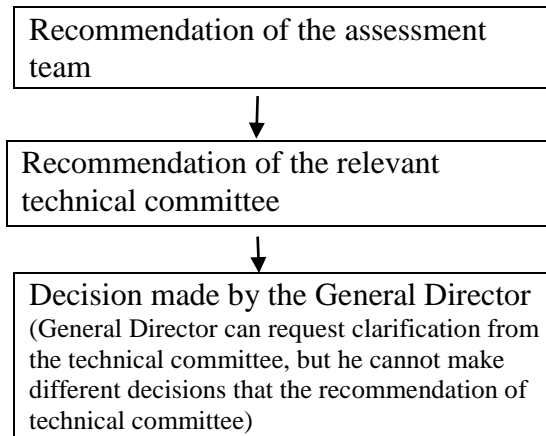 Recommendation of the assessment
team
Recommendation of the relevant
technical committee
Decision made by the General Director
(General Director can request clarification from
the technical committee, but he cannot make
different decisions that the recommendation of
technical committee)